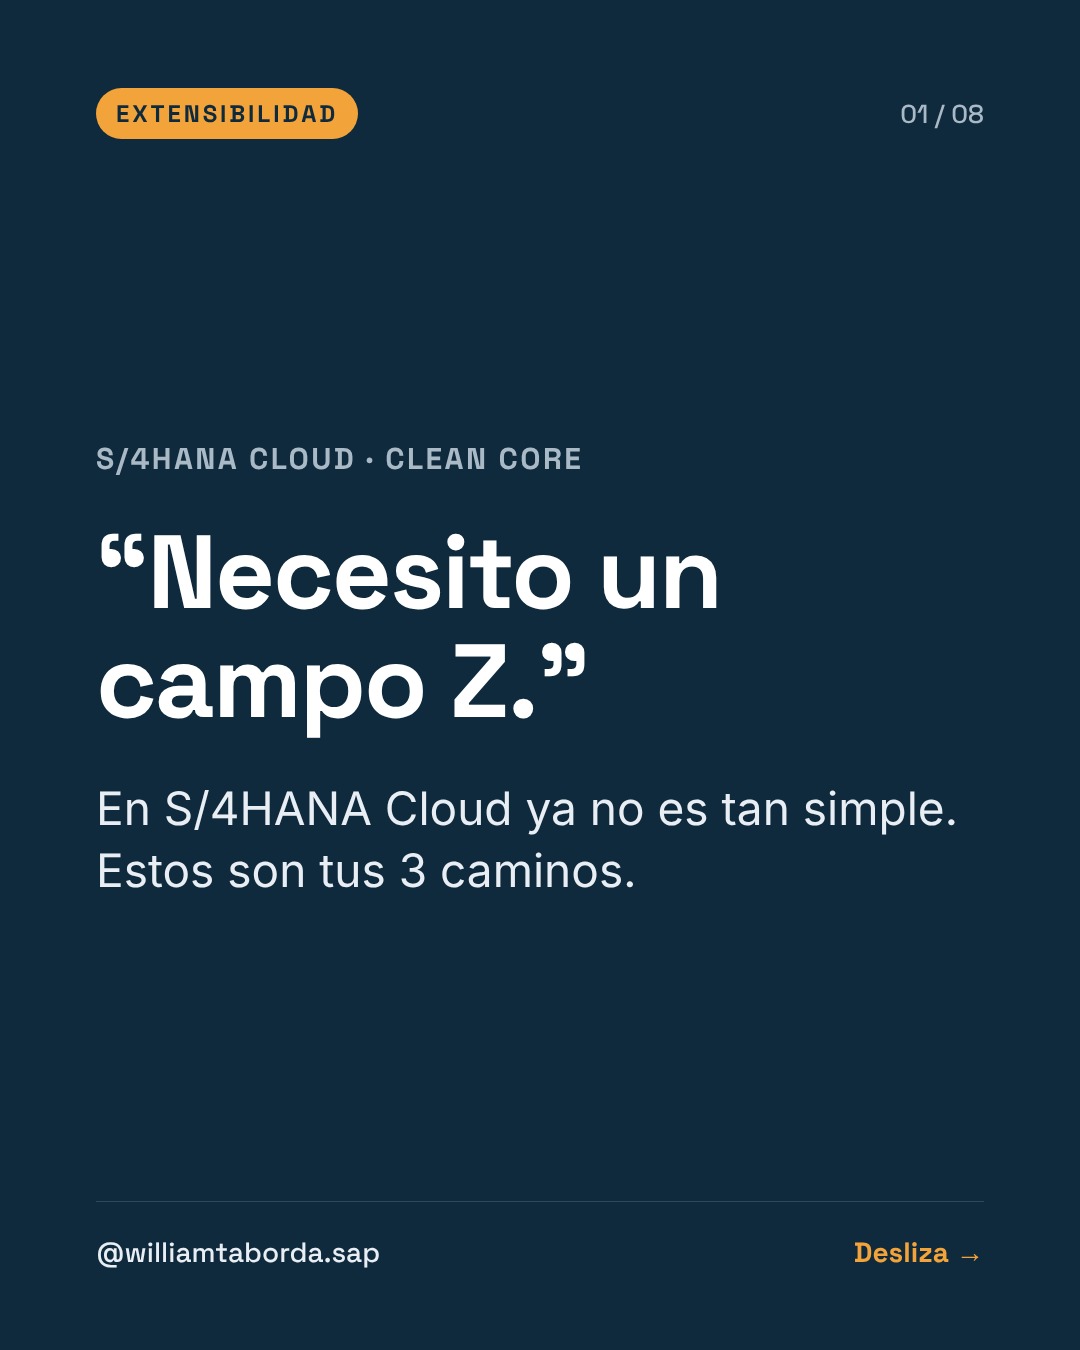 EXTENSIBILIDAD
01 / 08
S/4HANA CLOUD · CLEAN CORE
“Necesito un
campo Z.”
En S/4HANA Cloud ya no es tan simple.
Estos son tus 3 caminos.
@williamtaborda.sap
Desliza →